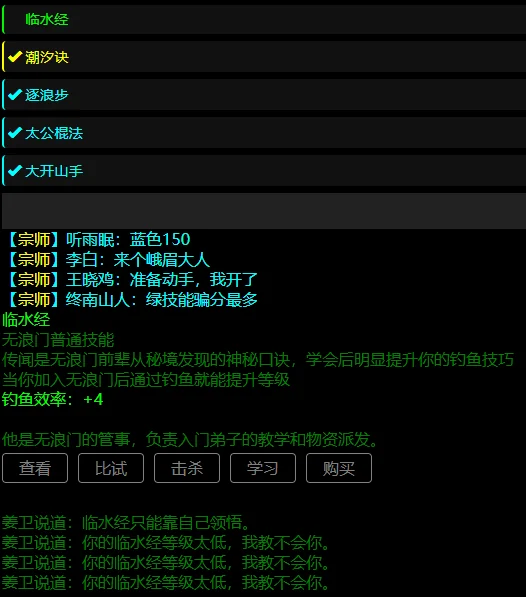 临水经
潮汐诀
逐浪步
太公棍法
大开山手
【宗师】听雨眠：蓝色150
【宗师】李白：来个峨眉大人
【宗师】王晓鸡：准备动手，我开了
【宗师】终南山人：绿技能骗分最多
临水经
无浪门普通技能
传闻是无浪门前辈从秘境发现的神秘口诀，学会后明显提升你的钓鱼技巧
当你加入无浪门后通过钓鱼就能提升等级
钓鱼效率：+4
他是无浪门的管事，负责入门弟子的教学和物资派发。
查看 比试 击杀 学习 购买
姜卫说道：临水经只能靠自己领悟。
姜卫说道：你的临水经等级太低，我教不会你。
姜卫说道：你的临水经等级太低，我教不会你。
姜卫说道：你的临水经等级太低，我教不会你。